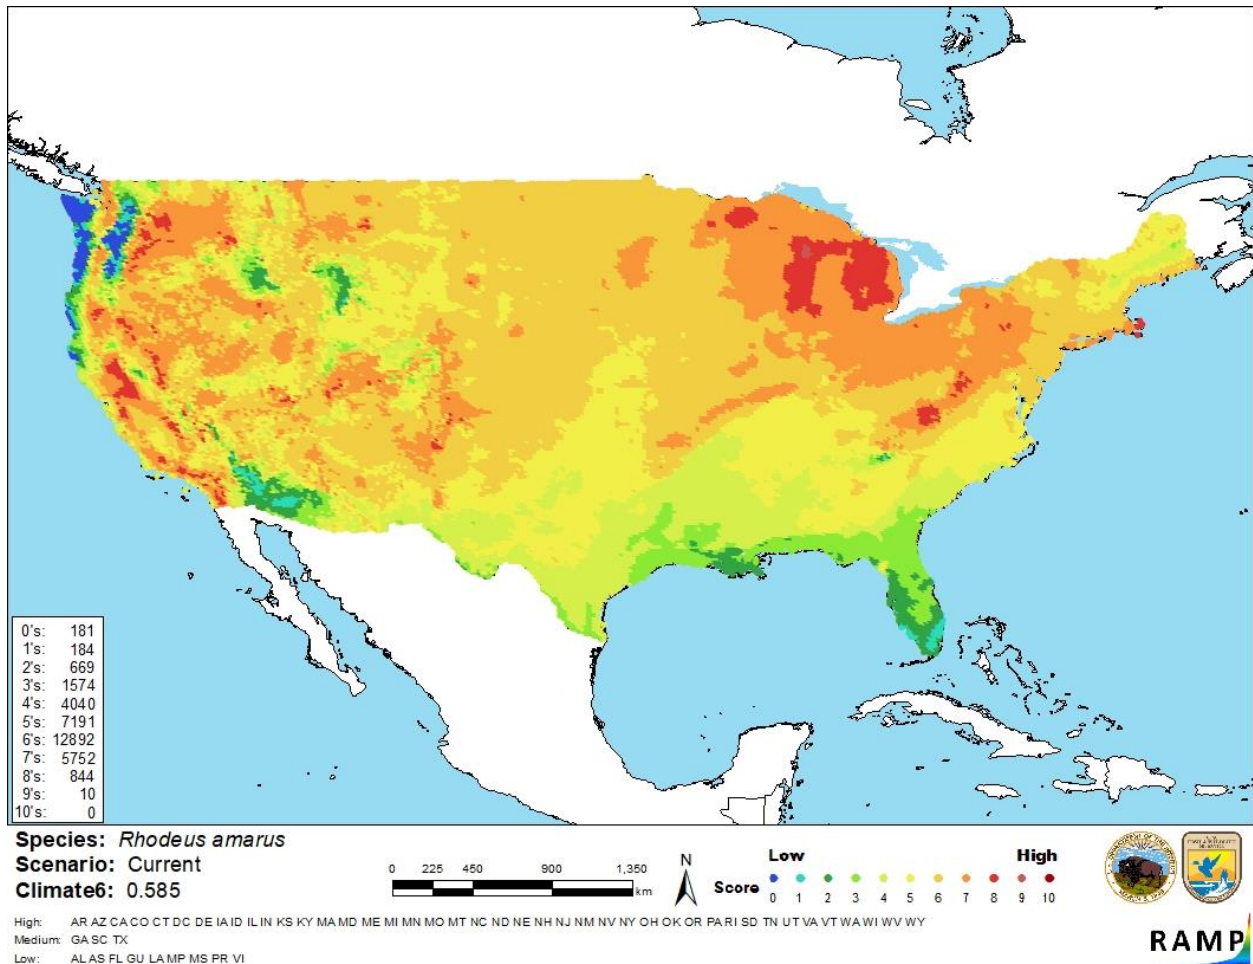 0's: 181
1's: 184
2's: 669
3's: 1574
4's: 4040
5's: 7191
6's: 12892
7's: 5752
8's: 844
9's: 10
10's: 0
Species: Rhodeus amarus
Scenario: Current
Climate6: 0.585
0 225 450 900 1,350
km
N
Low High
Score 0 1 2 3 4 5 6 7 8 9 10
High: AR AZ CA CO CT DC DE IA ID IL IN KS KY MA MD ME MI MN MO MT NC ND NE NH NJ NM NV NY OH OK OR PA RI SD TN UT VA VT WA WI WV WY
Medium: GA SC TX
Low: AL AS FL GU LA MP MS PR VI
RAMP